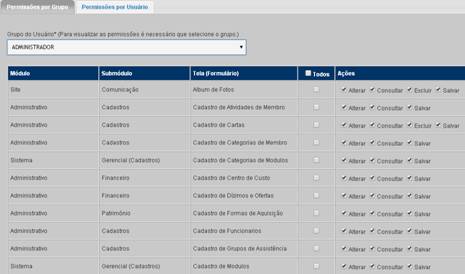 Permissões por Grupo Permissões por Usuário
Grupo do Usuário* (Para visualizar as permissões é necessário que selecione o grupo.)
ADMINISTRADOR
Módulo Submódulo Tela (Formulário) Todos Ações
Site Comunicação Album de Fotos Alterar Consultar Excluir Salvar
Administrativo Cadastros Cadastro de Atividades de Membro Alterar Consultar Salvar
Administrativo Cadastros Cadastro de Cartas Alterar Consultar Excluir Salvar
Administrativo Cadastros Cadastro de Categorias de Membro Alterar Consultar Salvar
Sistema Gerencial (Cadastros) Cadastro de Categorias de Modulos Alterar Consultar Salvar
Administrativo Financeiro Cadastro de Centro de Custo Alterar Consultar Salvar
Administrativo Financeiro Cadastro de Dízimos e Ofertas Alterar Consultar Salvar
Administrativo Patrimônio Cadastro de Formas de Aquisição Alterar Consultar Salvar
Administrativo Cadastros Cadastro de Funcionarios Alterar Consultar Salvar
Administrativo Cadastros Cadastro de Grupos de Assistência Alterar Consultar Salvar
Sistema Gerencial (Cadastros) Cadastro de Modulos Alterar Consultar Salvar